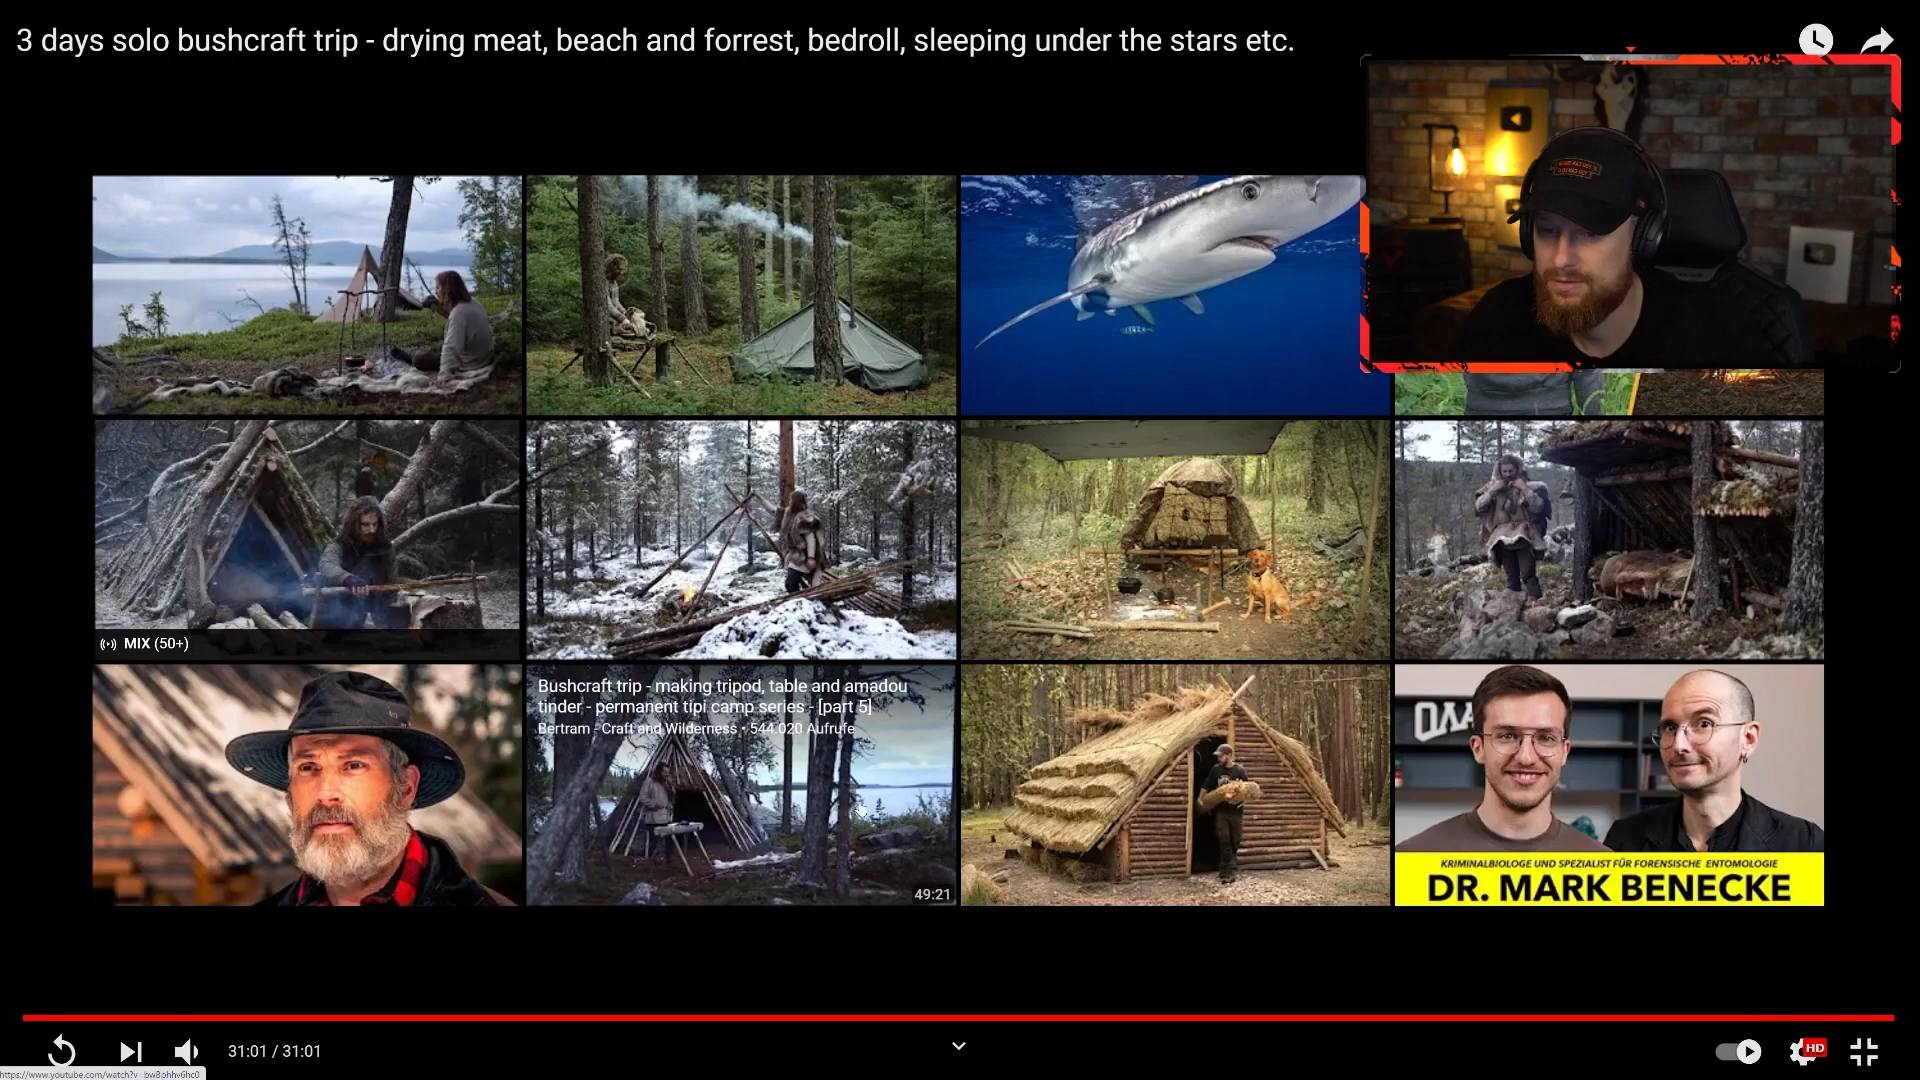 3 days solo bushcraft trip - drying meat, beach and forrest, bedroll, sleeping under the stars etc.
MIX (50+)
Bushcraft trip - making tripod, table and amadou
tinder - permanent tipi camp series - [part 5]
Bertram - Craft and Wilderness • 544.020 Aufrufe
49:21
KRIMINALBIOLOGE UND SPEZIALIST FÜR FORENSISCHE ENTOMOLOGIE
DR. MARK BENECKE
31:01 / 31:01
HD